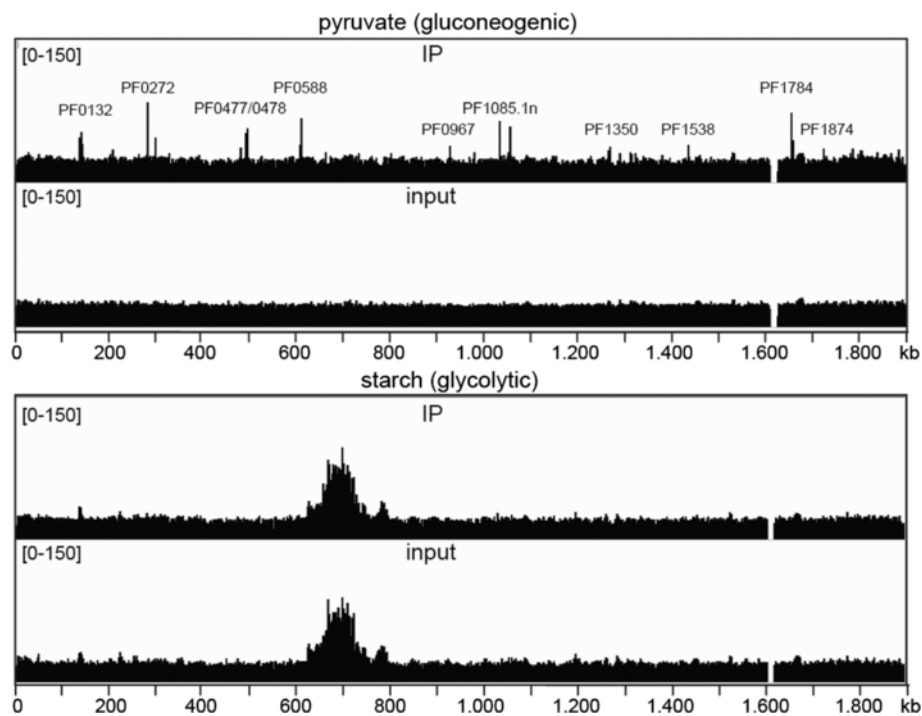 pyruvate (gluconeogenic)
[0-150] IP
PF0132 PF0272 PF0477/0478 PF0588 PF0967 PF1085.1n PF1350 PF1538 PF1784 PF1874
[0-150] input
0 200 400 600 800 1.000 1.200 1.400 1.600 1.800 kb
starch (glycolytic)
[0-150] IP
[0-150] input
0 200 400 600 800 1.000 1.200 1.400 1.600 1.800 kb